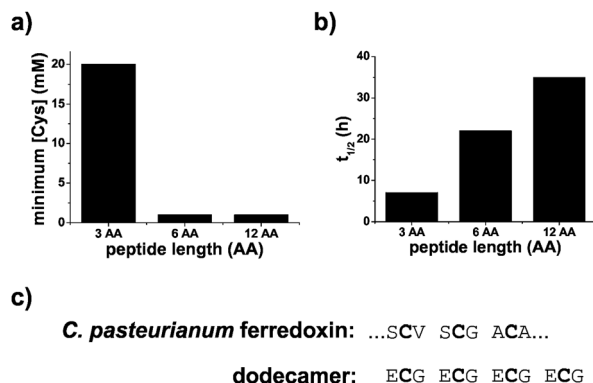 a)
minimum [Cys] (mM)
20
15
10
5
0
3 AA 6 AA 12 AA
peptide length (AA)
b)
t1/2 (h)
40
30
20
10
0
3 AA 6 AA 12 AA
peptide length (AA)
c)
C. pasteurianum ferredoxin: ...SCV SCG ACA...
dodecamer: ECG ECG ECG ECG